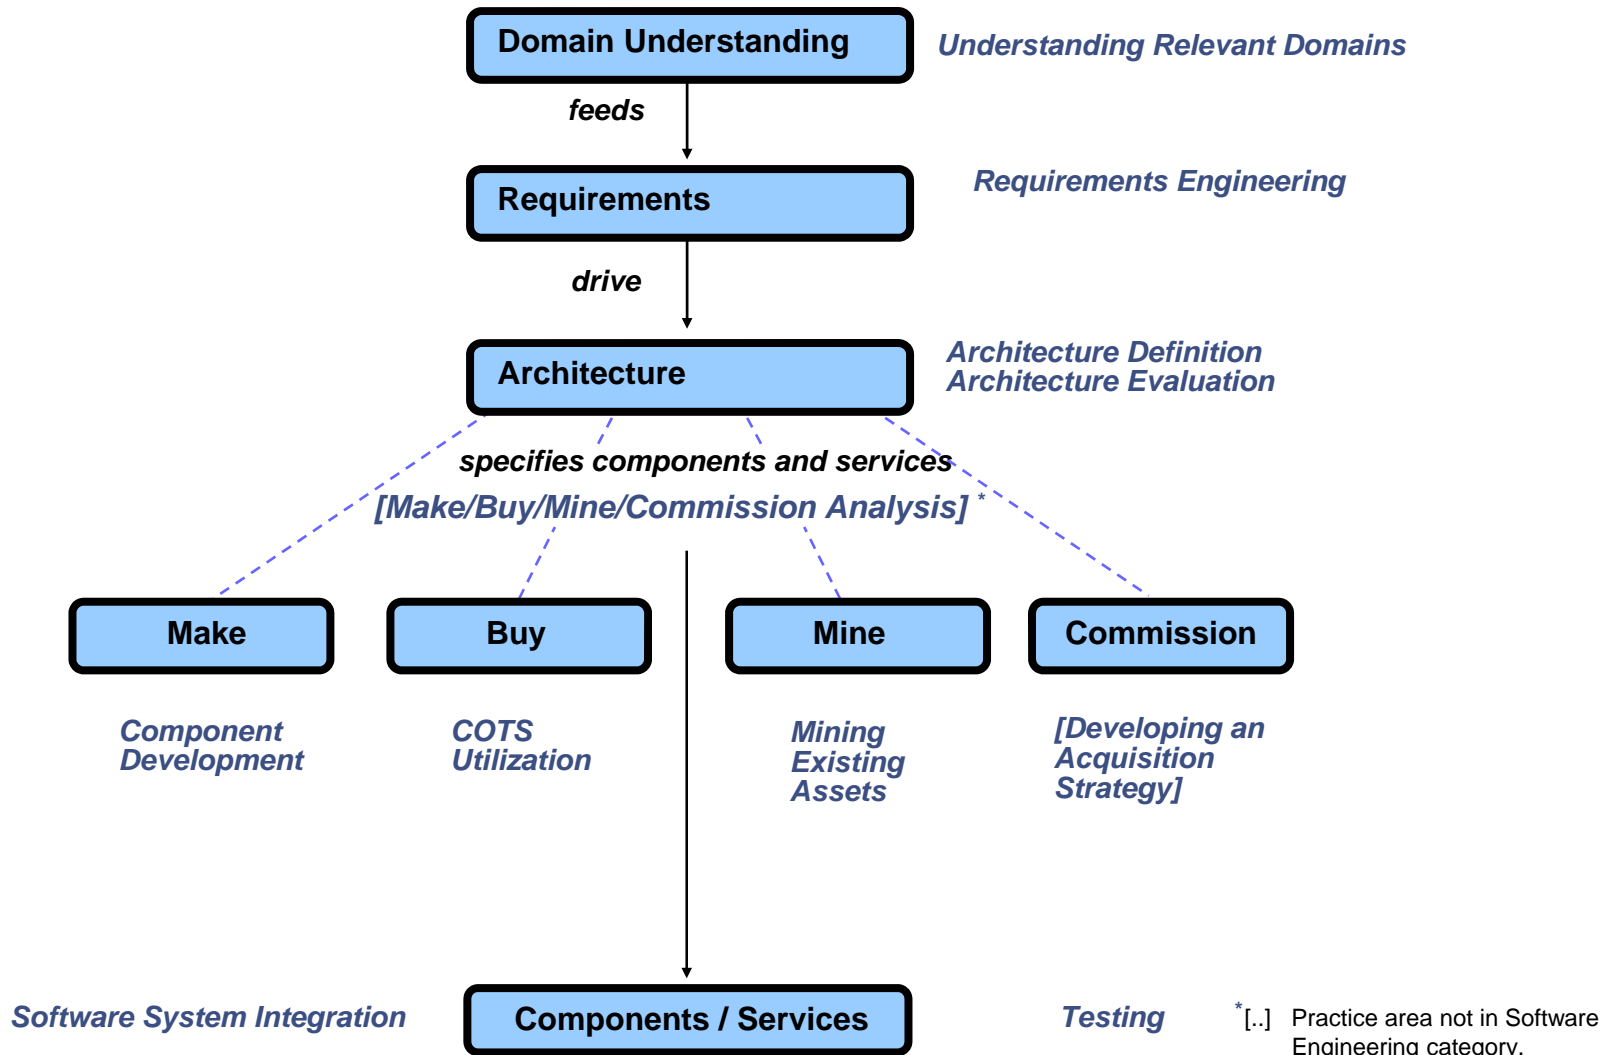 Domain Understanding
Understanding Relevant Domains
feeds
Requirements
Requirements Engineering
drive
Architecture
Architecture Definition
Architecture Evaluation
specifies components and services
[Make/Buy/Mine/Commission Analysis] *
Make
Buy
Mine
Commission
Component
Development
COTS
Utilization
Mining
Existing
Assets
[Developing an
Acquisition
Strategy]
Software System Integration
Components / Services
Testing
*[..] Practice area not in Software
Engineering category.